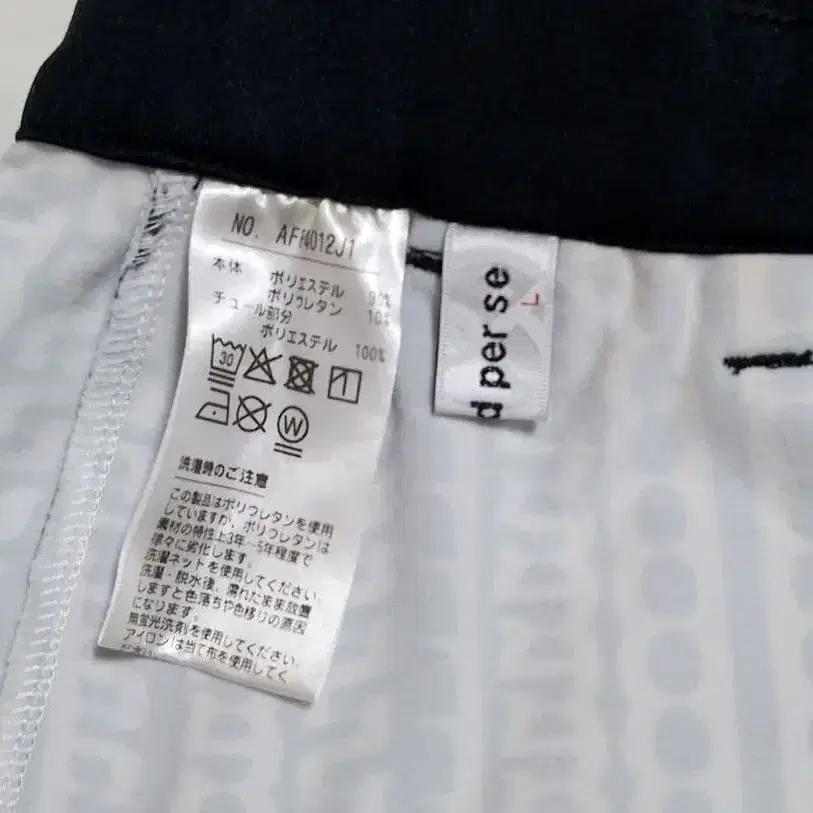 NO. AFH4012J1
本体 ポリエステル 90%
ポリウレタン 10%
チュール部分
ポリエステル 100%
30
W
洗濯時のご注意
この製品はポリウレタンを使用
していますが、ポリウレタンは
素材の特性上3年~5年程度で
徐々に劣化します。
洗濯ネットを使用してください。
洗濯・脱水後、濡れたまま放置
しますと色落ちや色移りの原因
になります。
無蛍光洗剤を使用してください。
アイロンは当て布を使用してく
d per se
L